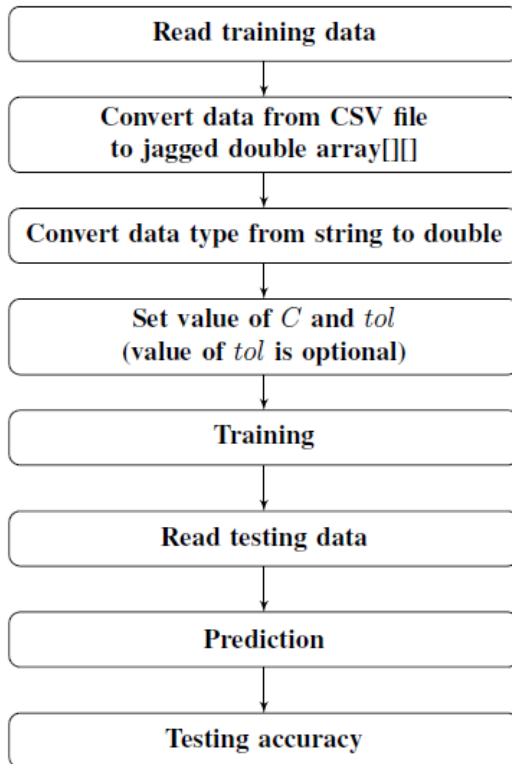 Read training data
Convert data from CSV file
to jagged double array[][]
Convert data type from string to double
Set value of C and tol
(value of tol is optional)
Training
Read testing data
Prediction
Testing accuracy